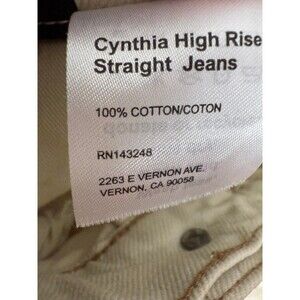 Cynthia High Rise
Straight Jeans
100% COTTON/COTON
RN143248
2263 E VERNON AVE.
VERNON, CA 90058